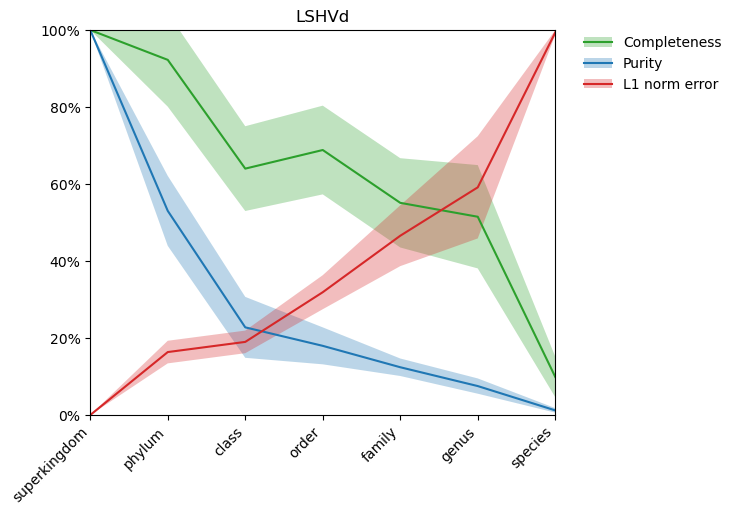 LSHVd
100%
80%
60%
40%
20%
0%
superkingdom
phylum
class
order
family
genus
species
Completeness
Purity
L1 norm error